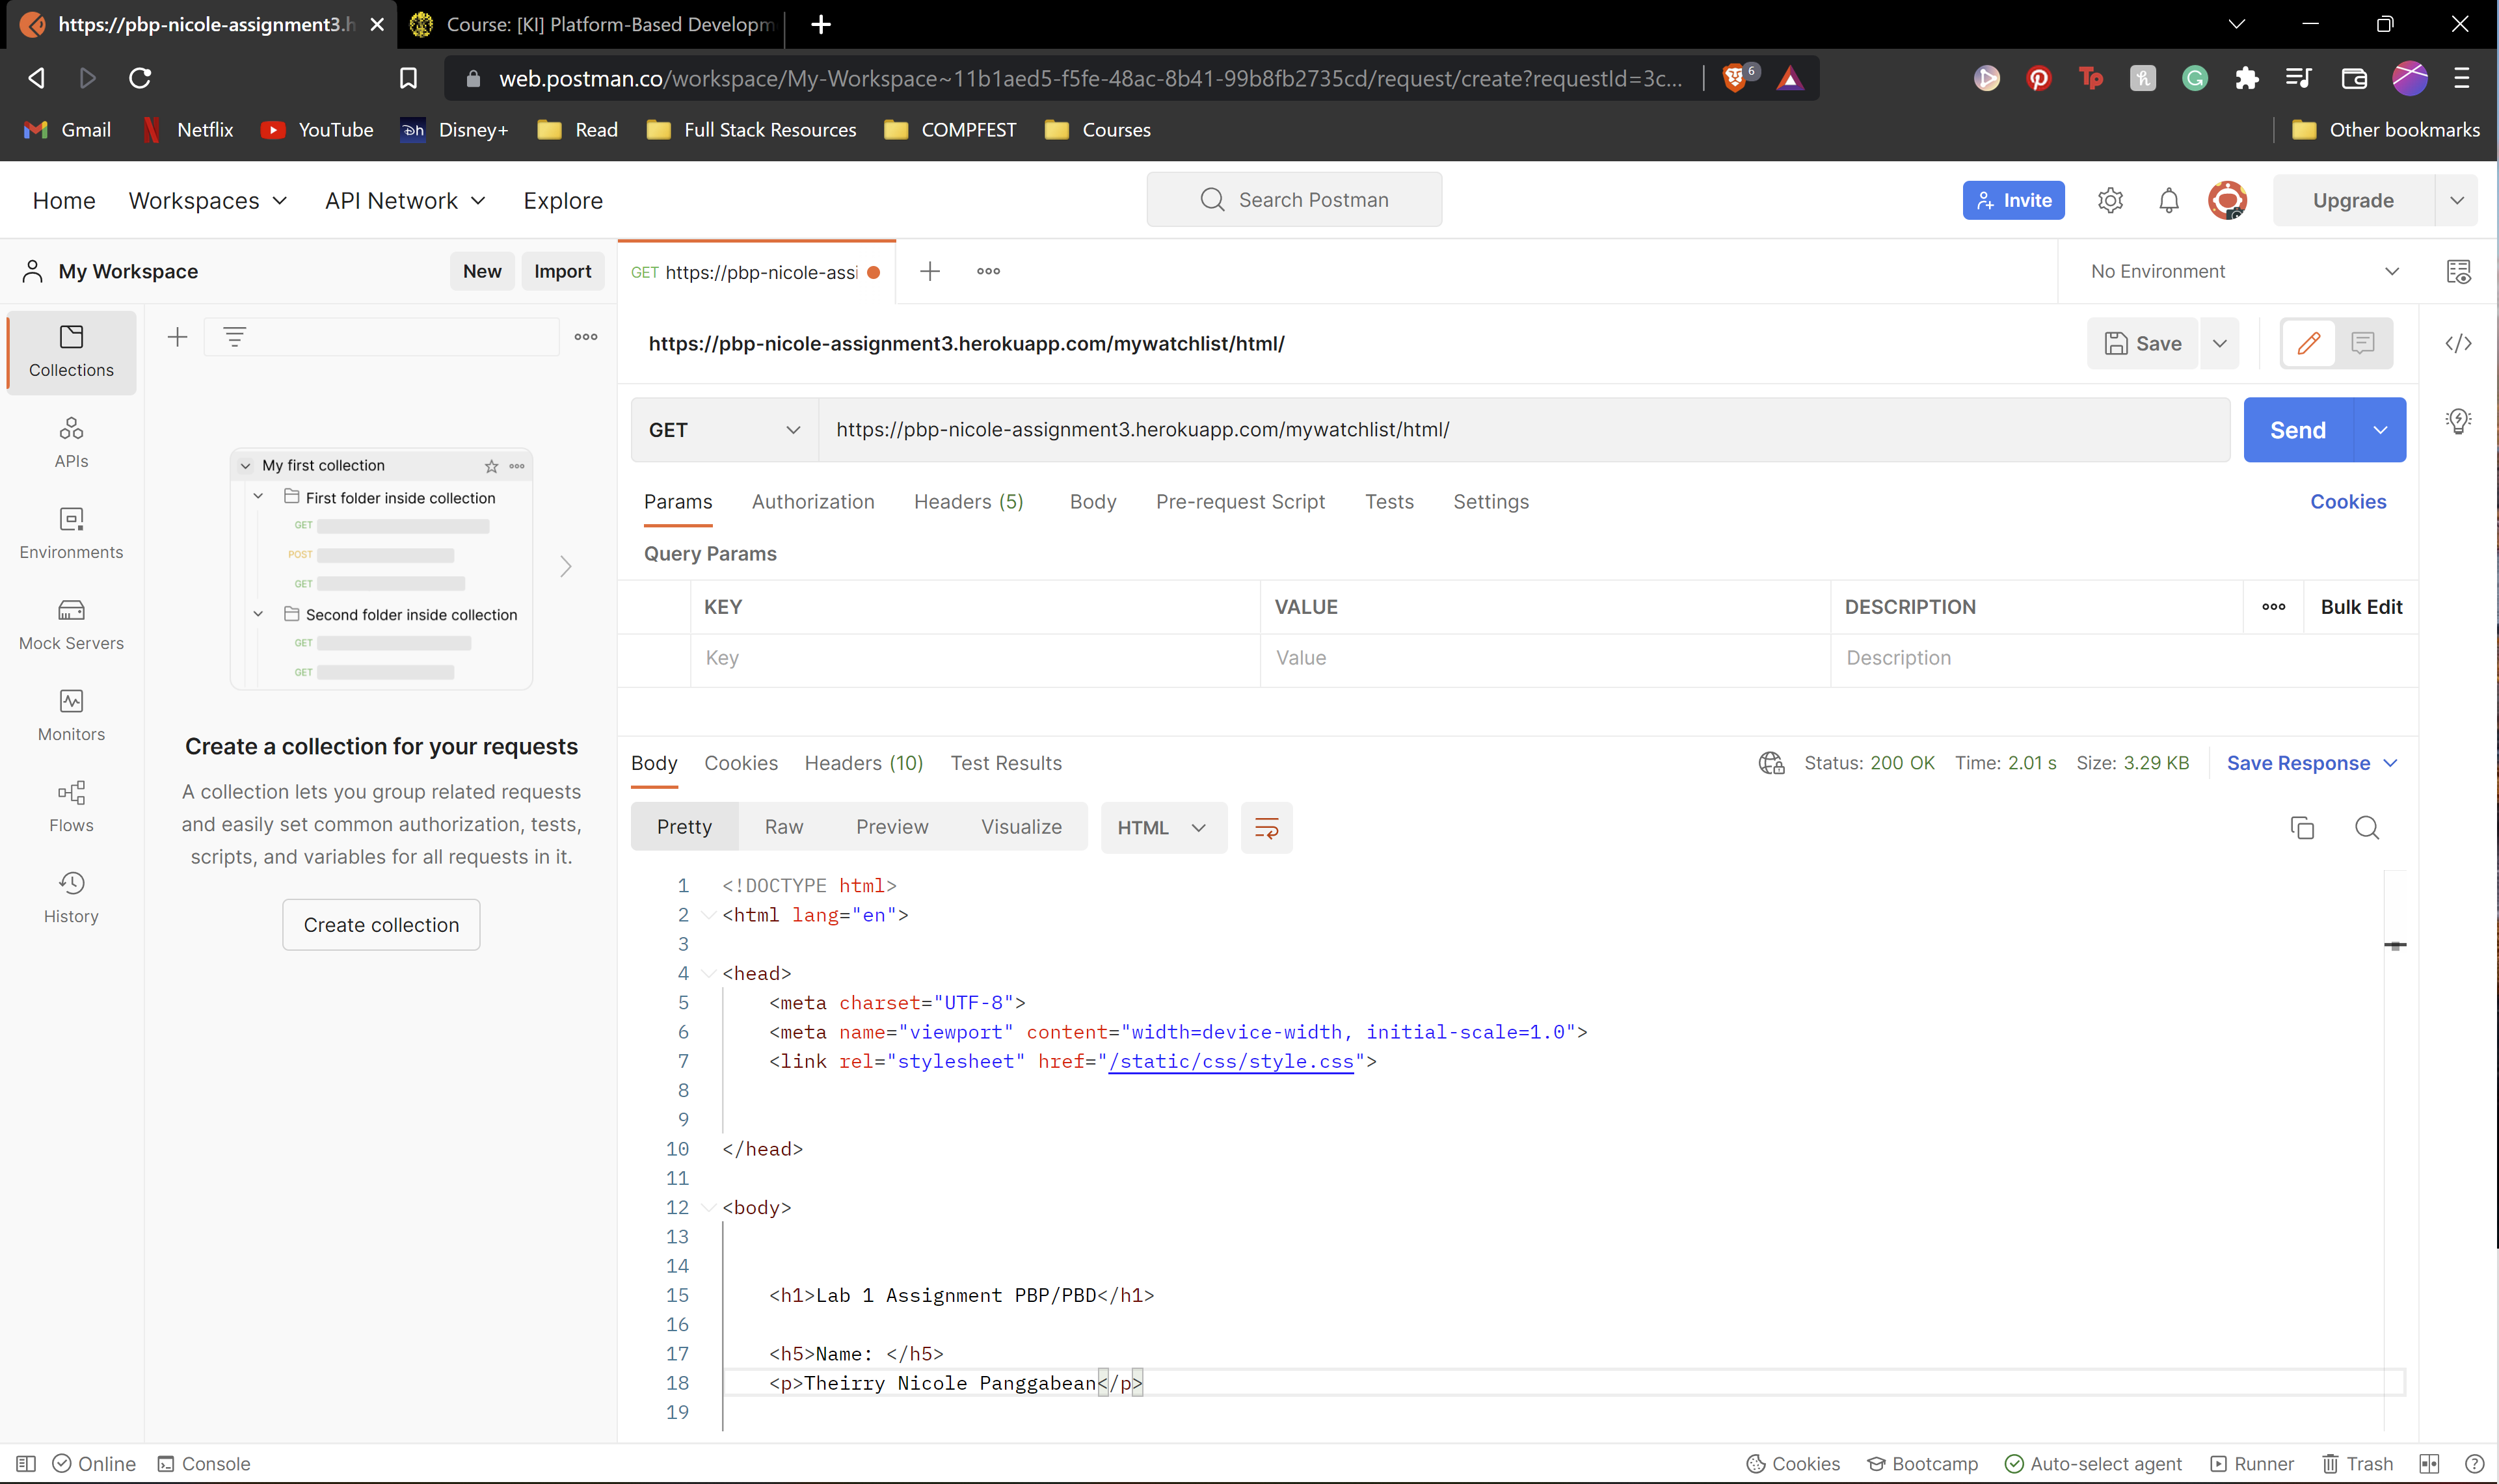 https://pbp-nicole-assignment3.h
Course: [KI] Platform-Based Developm
web.postman.co/workspace/My-Workspace~11b1aed5-f5fe-48ac-8b41-99b8fb2735cd/request/create?requestId=3c...
6
Gmail Netflix YouTube Disney+ Read Full Stack Resources COMPFEST Courses Other bookmarks
Home Workspaces API Network Explore Search Postman Invite Upgrade
My Workspace New Import GET https://pbp-nicole-assi No Environment
Collections
APIs
Environments
Mock Servers
Monitors
Flows
History
My first collection
First folder inside collection
GET
POST
GET
Second folder inside collection
GET
GET
Create a collection for your requests
A collection lets you group related requests
and easily set common authorization, tests,
scripts, and variables for all requests in it.
Create collection
https://pbp-nicole-assignment3.herokuapp.com/mywatchlist/html/ Save
GET https://pbp-nicole-assignment3.herokuapp.com/mywatchlist/html/ Send
Params Authorization Headers (5) Body Pre-request Script Tests Settings Cookies
Query Params
KEY VALUE DESCRIPTION Bulk Edit
Key Value Description
Body Cookies Headers (10) Test Results Status: 200 OK Time: 2.01 s Size: 3.29 KB Save Response
Pretty Raw Preview Visualize HTML
1 <!DOCTYPE html>
2 <html lang="en">
3
4 <head>
5 <meta charset="UTF-8">
6 <meta name="viewport" content="width=device-width, initial-scale=1.0">
7 <link rel="stylesheet" href="/static/css/style.css">
8
9
10 </head>
11
12 <body>
13
14
15 <h1>Lab 1 Assignment PBP/PBD</h1>
16
17 <h5>Name: </h5>
18 <p>Theirry Nicole Panggabean</p>
19
Online Console Cookies Bootcamp Auto-select agent Runner Trash